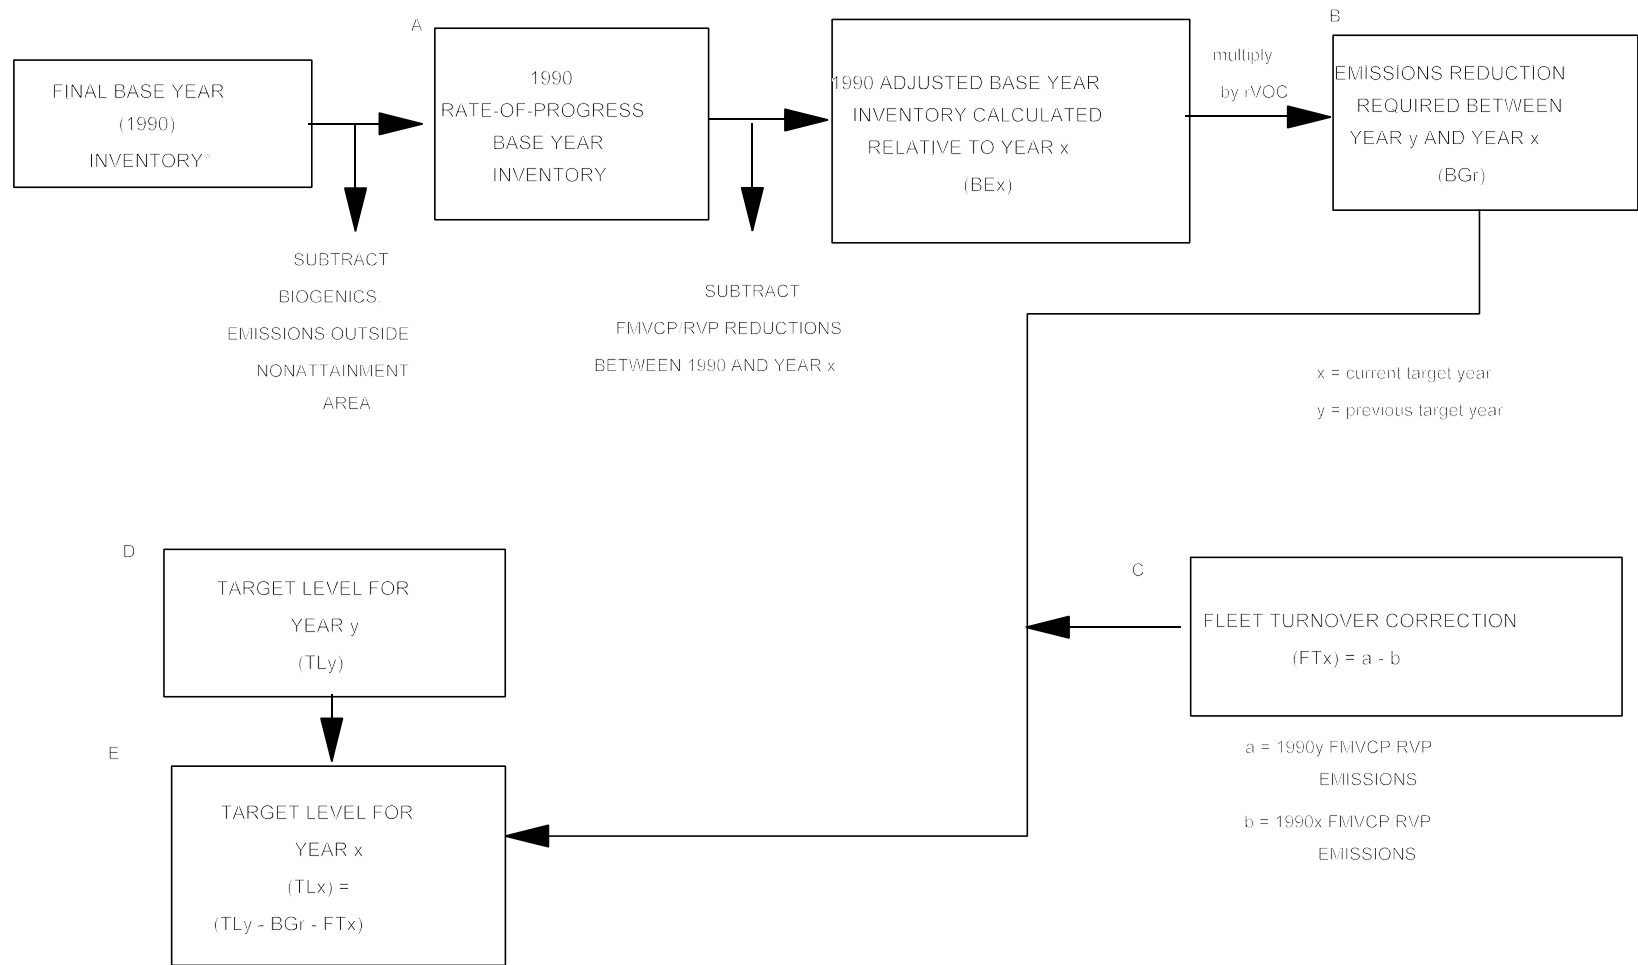 A
B
FINAL BASE YEAR
(1990)
INVENTORY"
1990
RATE-OF-PROGRESS
BASE YEAR
INVENTORY
1990 ADJUSTED BASE YEAR
INVENTORY CALCULATED
RELATIVE TO YEAR x
(BEx)
multiply
by rVOC
EMISSIONS REDUCTION
REQUIRED BETWEEN
YEAR y AND YEAR x
(BGr)
SUBTRACT
BIOGENICS.
EMISSIONS OUTSIDE
NONATTAINMENT
AREA
SUBTRACT
FMVCP/RVP REDUCTIONS
BETWEEN 1990 AND YEAR x
x = current target year
y = previous target year
D
TARGET LEVEL FOR
YEAR y
(TLy)
C
FLEET TURNOVER CORRECTION
(FTx) = a - b
a = 1990y FMVCP/RVP
EMISSIONS
b = 1990x FMVCP/RVP
EMISSIONS
E
TARGET LEVEL FOR
YEAR x
(TLx) =
(TLy - BGr - FTx)